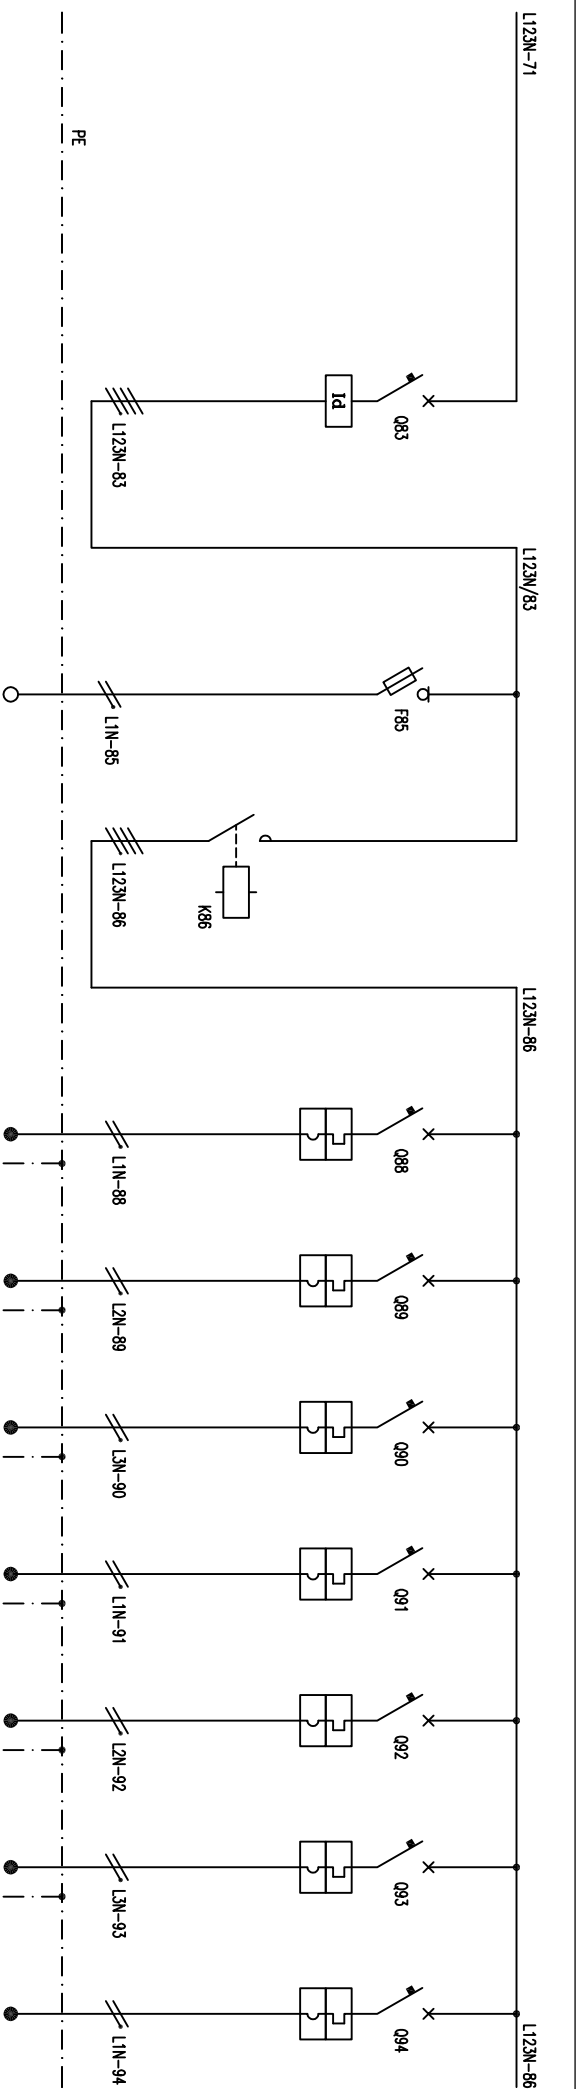 L123N-71
PE
Q83
Id
L123N-83
L123N/83
F85
L1N-85
K86
L123N-86
L123N-86
Q88
L1N-88
Q89
L2N-89
Q90
L3N-90
Q91
L1N-91
Q92
L2N-92
Q93
L3N-93
Q94
L1N-94
L123N-86